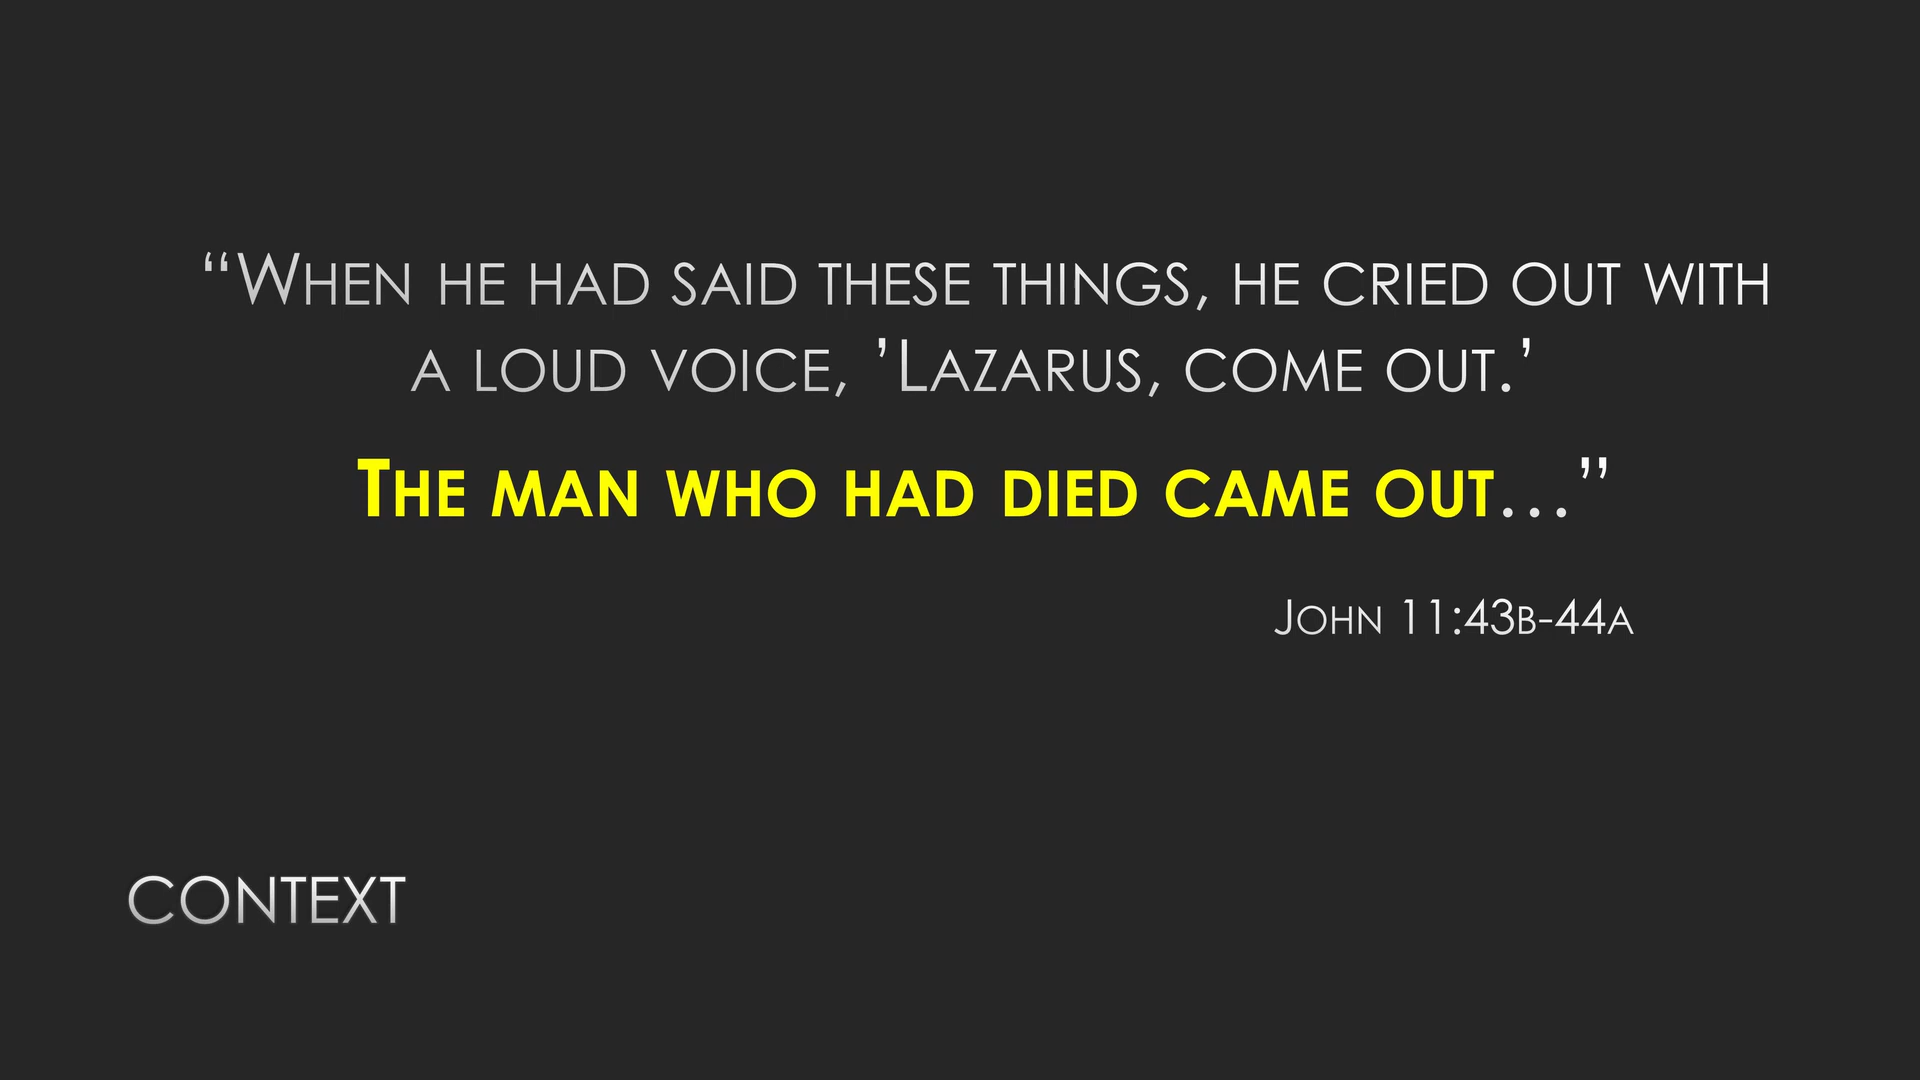 “When he had said these things, he cried out with
a loud voice, ’Lazarus, come out.’
The man who had died came out…”
John 11:43b-44a
CONTEXT